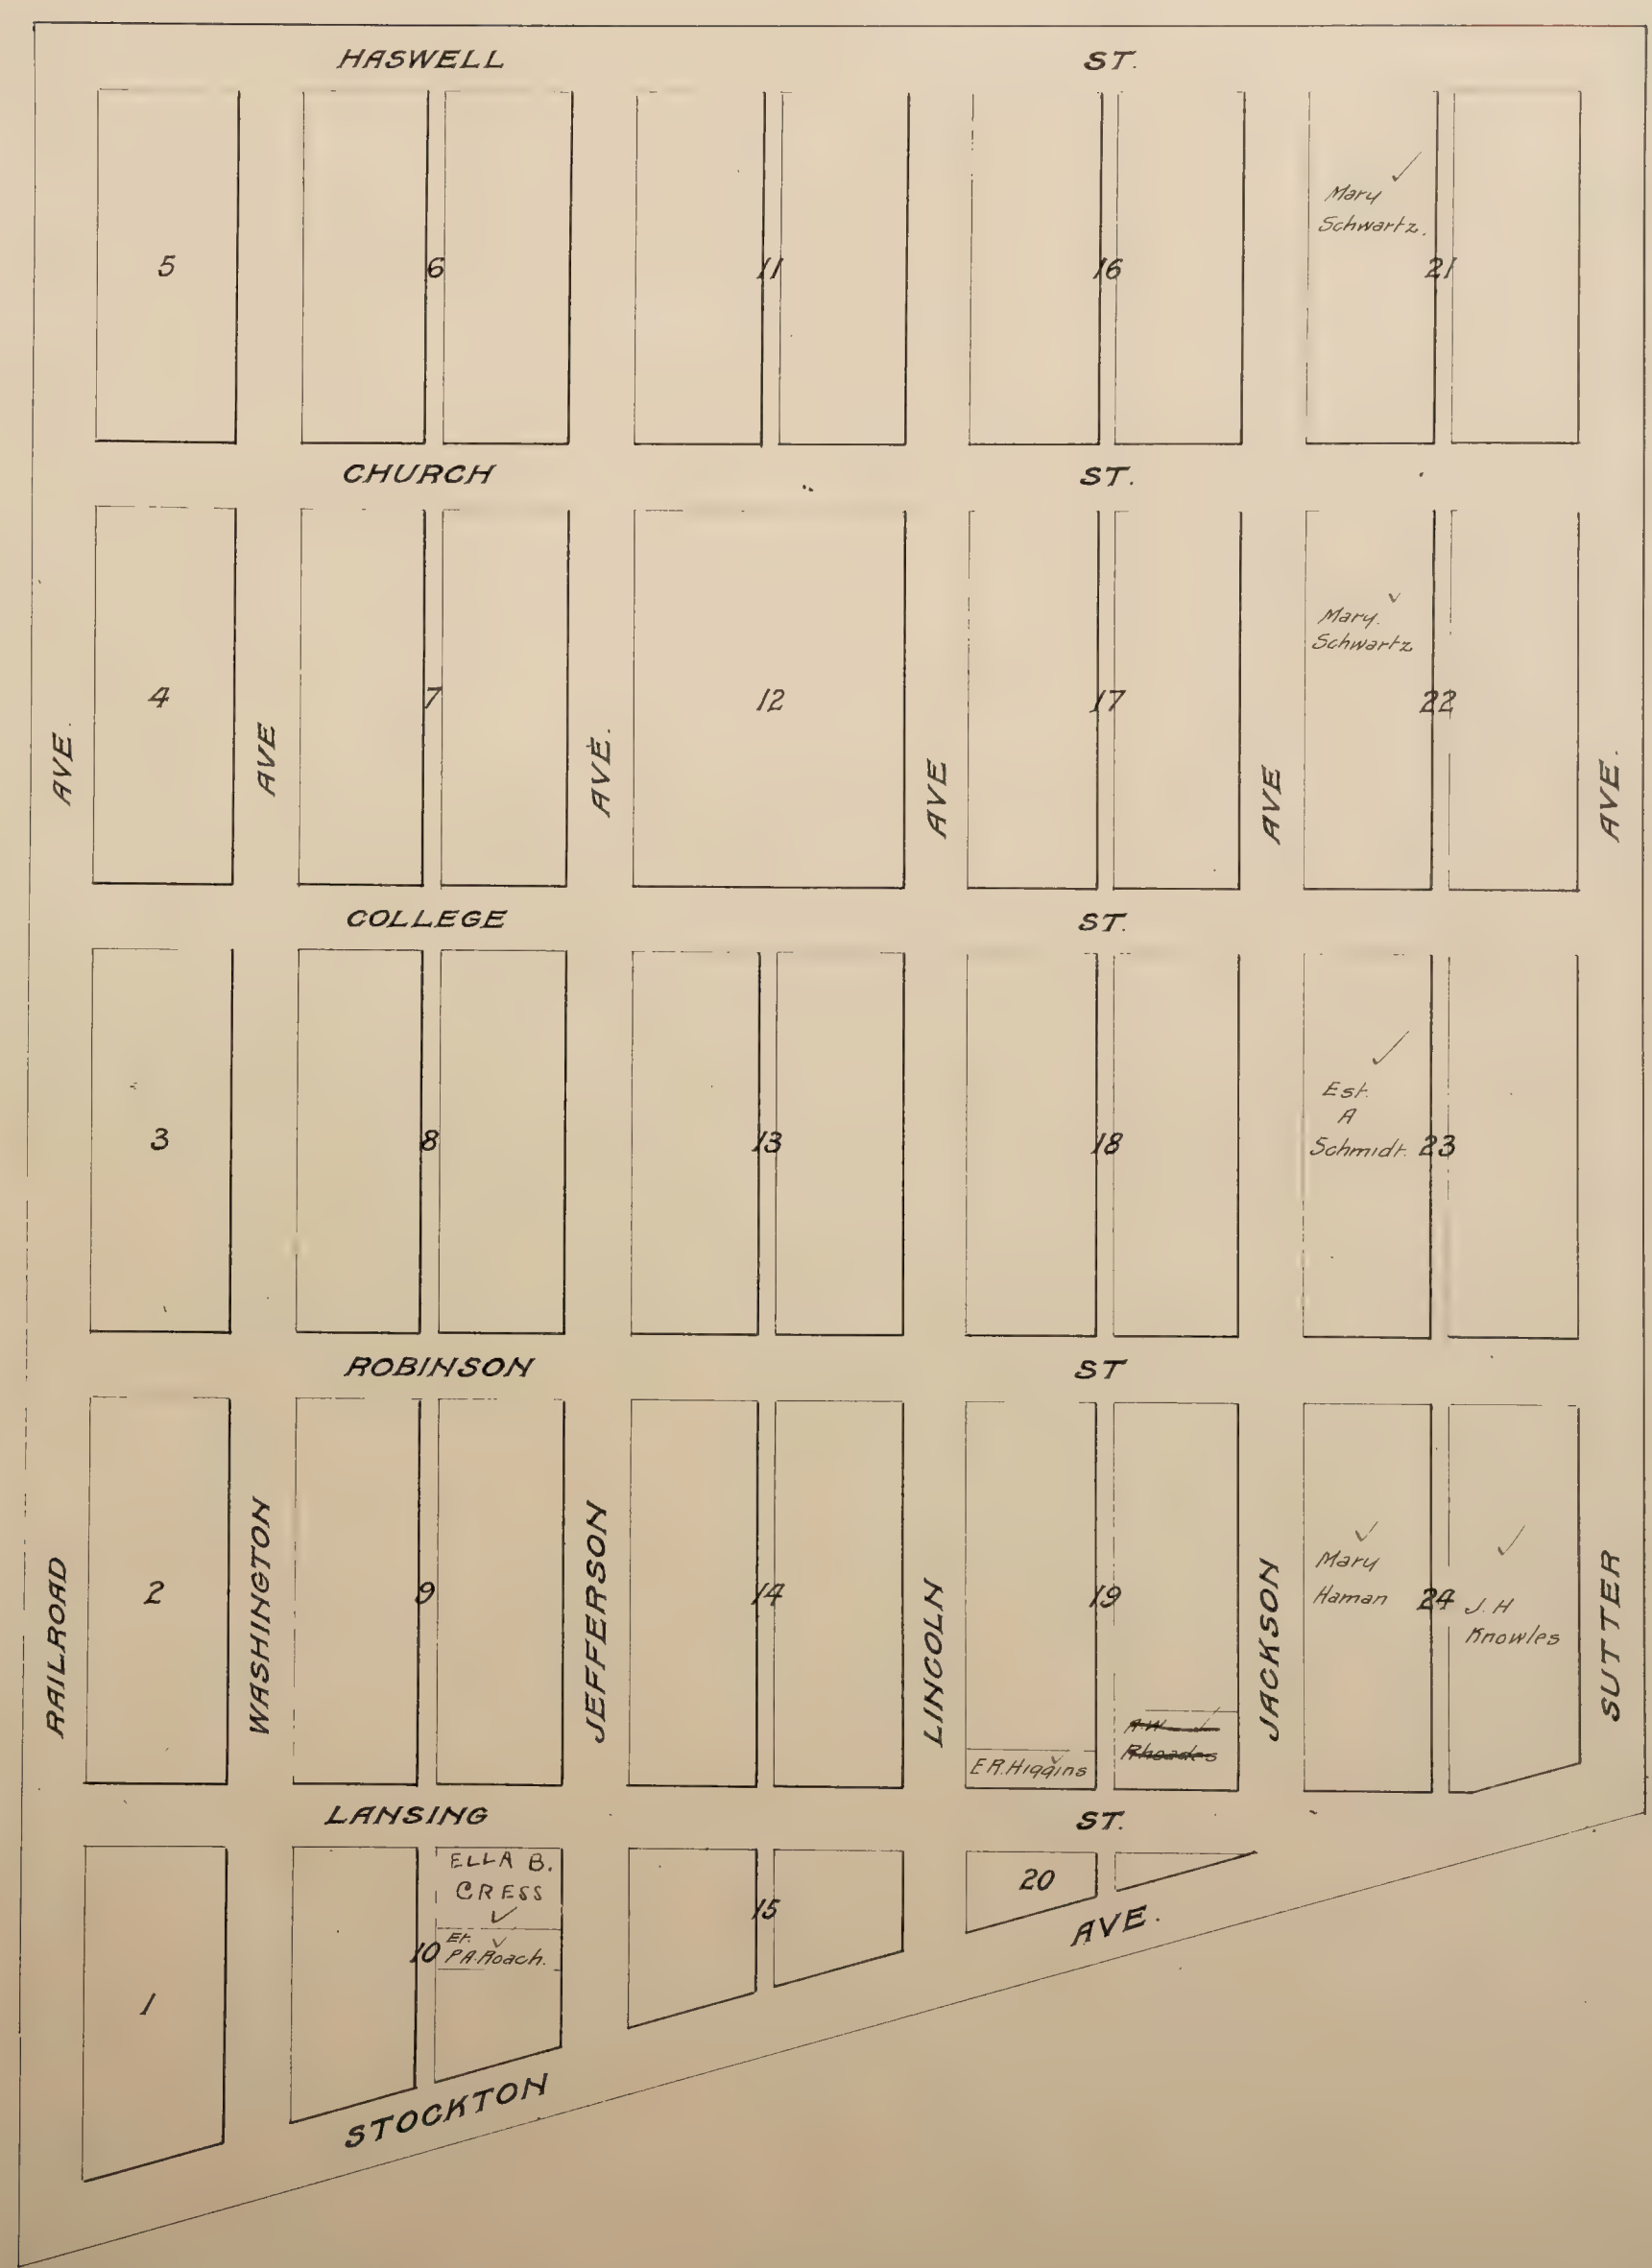 HASWELL ST.
Mary
Schwartz.
5 6 11 16 21
CHURCH ST.
Mary.
Schwartz
4 7 12 17 22
AVE. AVE AVE. AVE AVE AVE.
COLLEGE ST.
Est.
A
Schmidt.
3 8 13 18 23
ROBINSON ST
Mary
Haman
J. H
Knowles
2 9 14 19 24
RAILROAD WASHINGTON JEFFERSON LINCOLN JACKSON SUTTER
A.W
Rhoades
E R. Higgins
LANSING ST.
ELLA B.
CRESS
20
15
P A. Roach.
10
1
STOCKTON AVE.